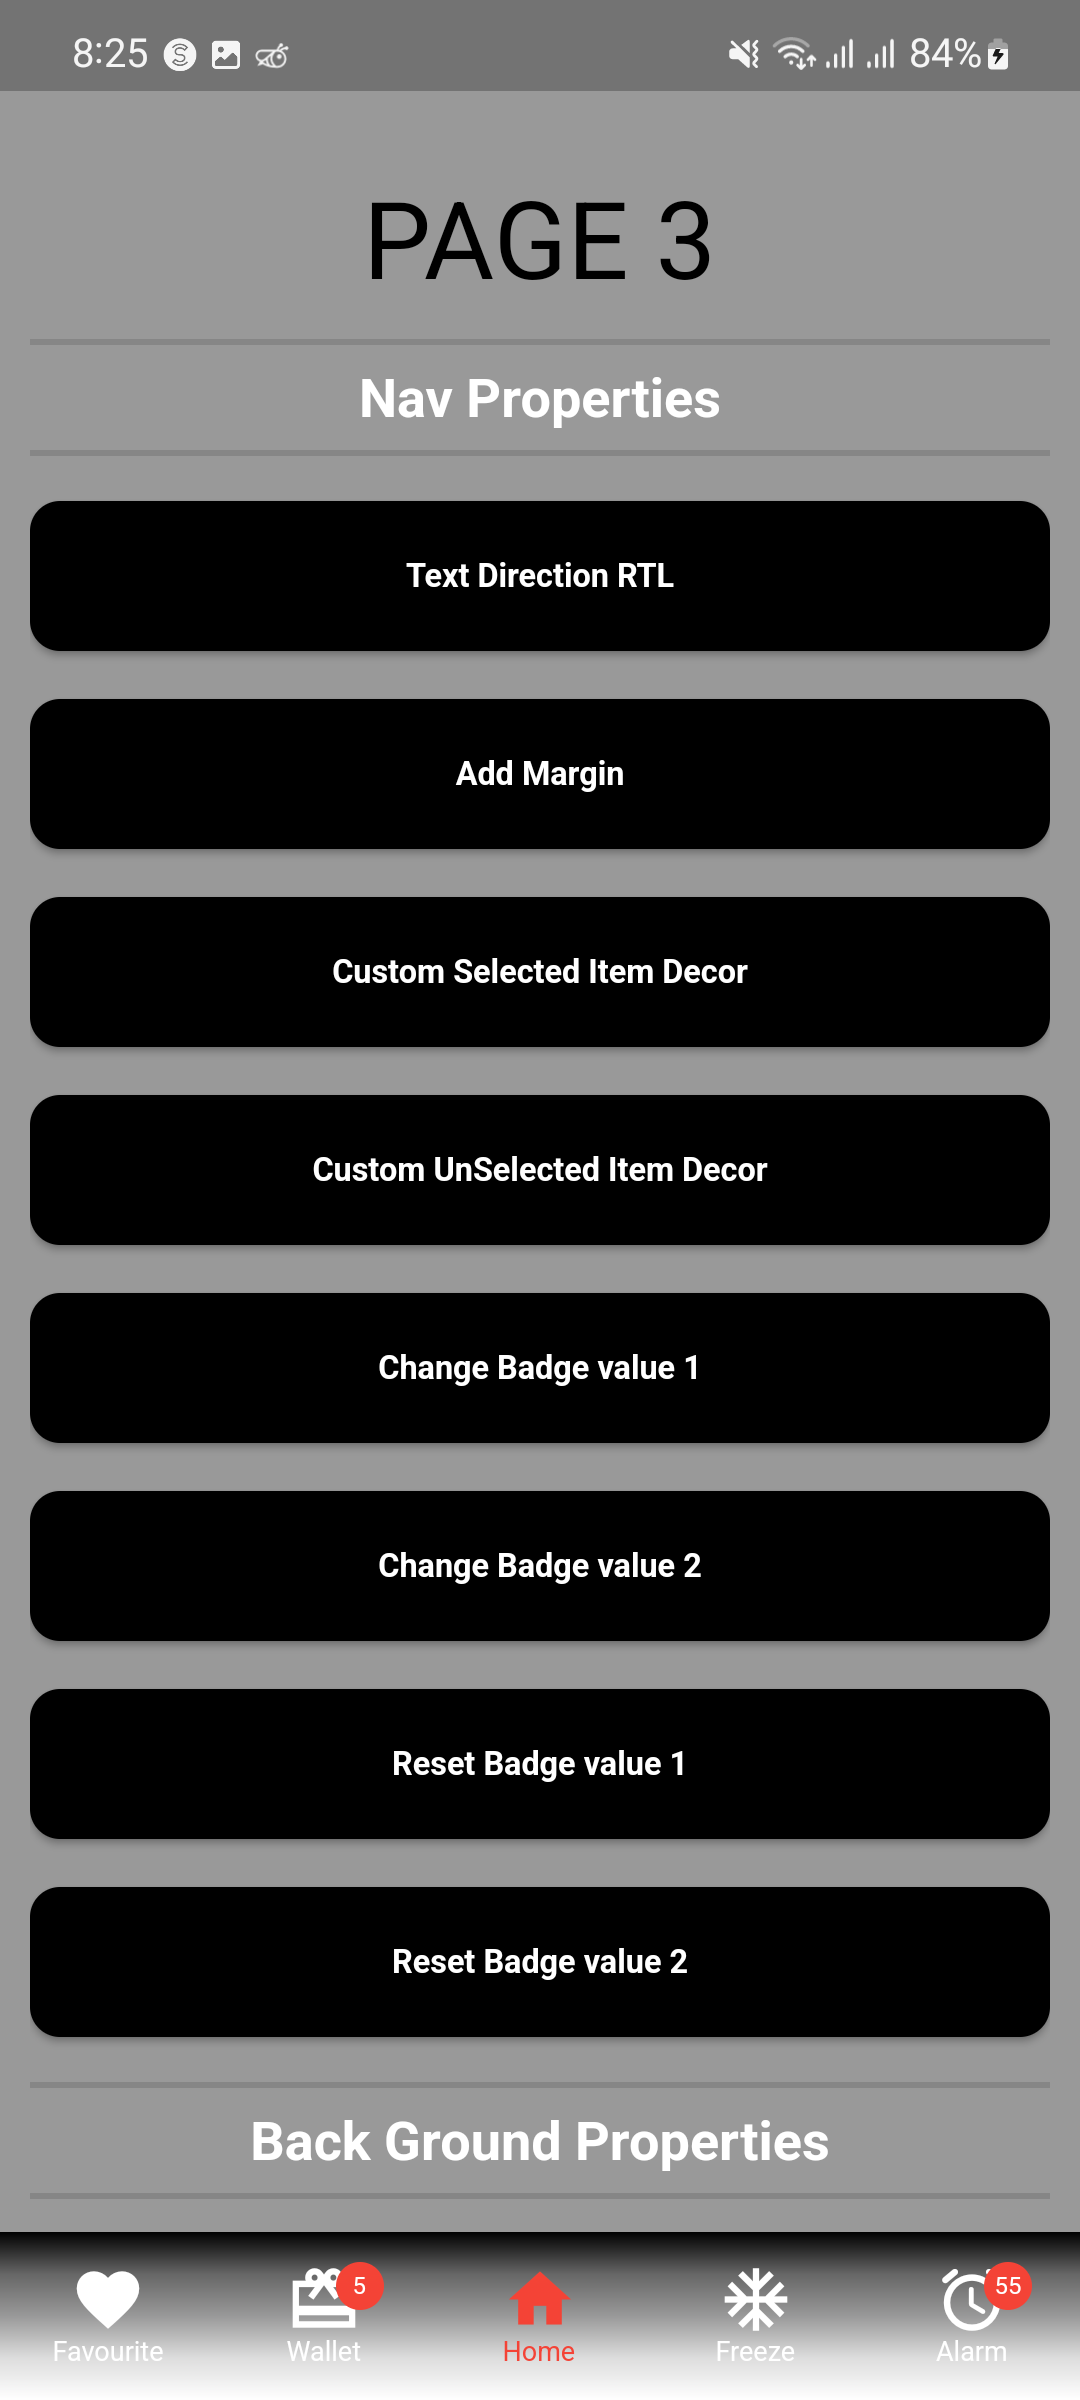 8:25
84%
PAGE 3
Nav Properties
Text Direction RTL
Add Margin
Custom Selected Item Decor
Custom UnSelected Item Decor
Change Badge value 1
Change Badge value 2
Reset Badge value 1
Reset Badge value 2
Back Ground Properties
5
55
Favourite
Wallet
Home
Freeze
Alarm